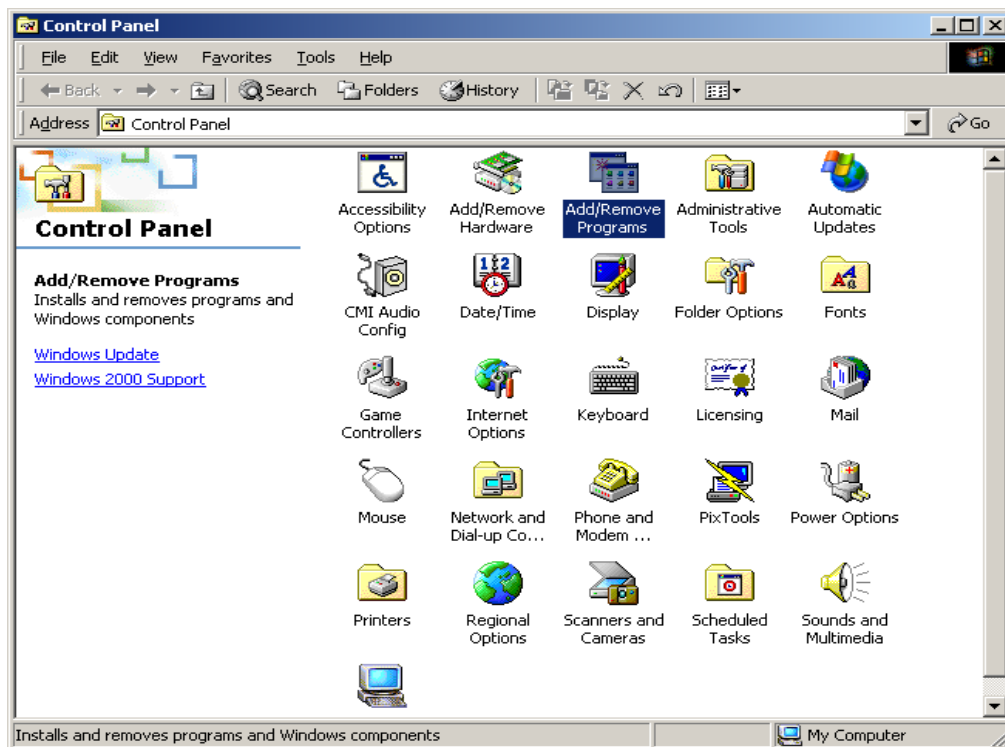 Control Panel
File Edit View Favorites Tools Help
Back Search Folders History
Address Control Panel Go
Control Panel
Add/Remove Programs
Installs and removes programs and
Windows components
Windows Update
Windows 2000 Support
Accessibility
Options
Add/Remove
Hardware
Add/Remove
Programs
Administrative
Tools
Automatic
Updates
CMI Audio
Config
Date/Time
Display
Folder Options
Fonts
Game
Controllers
Internet
Options
Keyboard
Licensing
Mail
Mouse
Network and
Dial-up Co...
Phone and
Modem ...
PixTools
Power Options
Printers
Regional
Options
Scanners and
Cameras
Scheduled
Tasks
Sounds and
Multimedia
Installs and removes programs and Windows components
My Computer